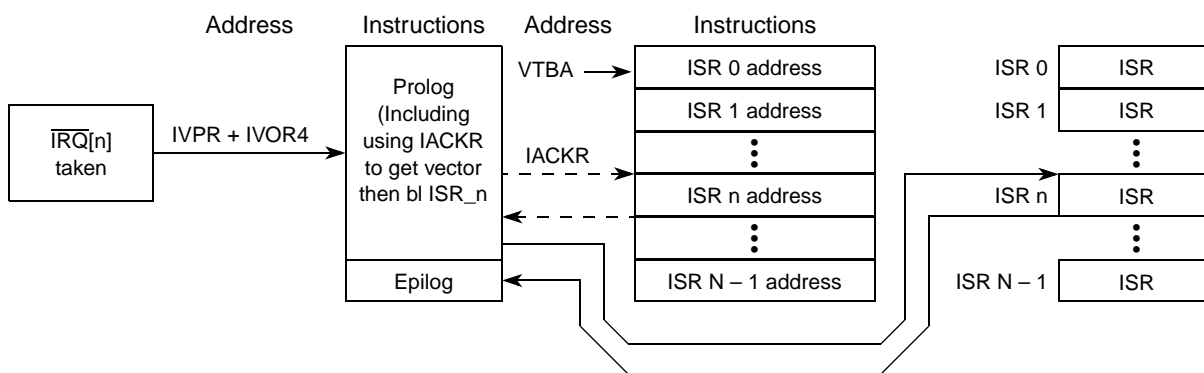 Address
Instructions
Address
Instructions
IRQ[n]
taken
IVPR + IVOR4
Prolog
(Including
using IACKR
to get vector
then bl ISR_n
Epilog
VTBA
IACKR
ISR 0 address
ISR 1 address
ISR n address
ISR N – 1 address
ISR 0
ISR
ISR 1
ISR
ISR n
ISR
ISR N – 1
ISR